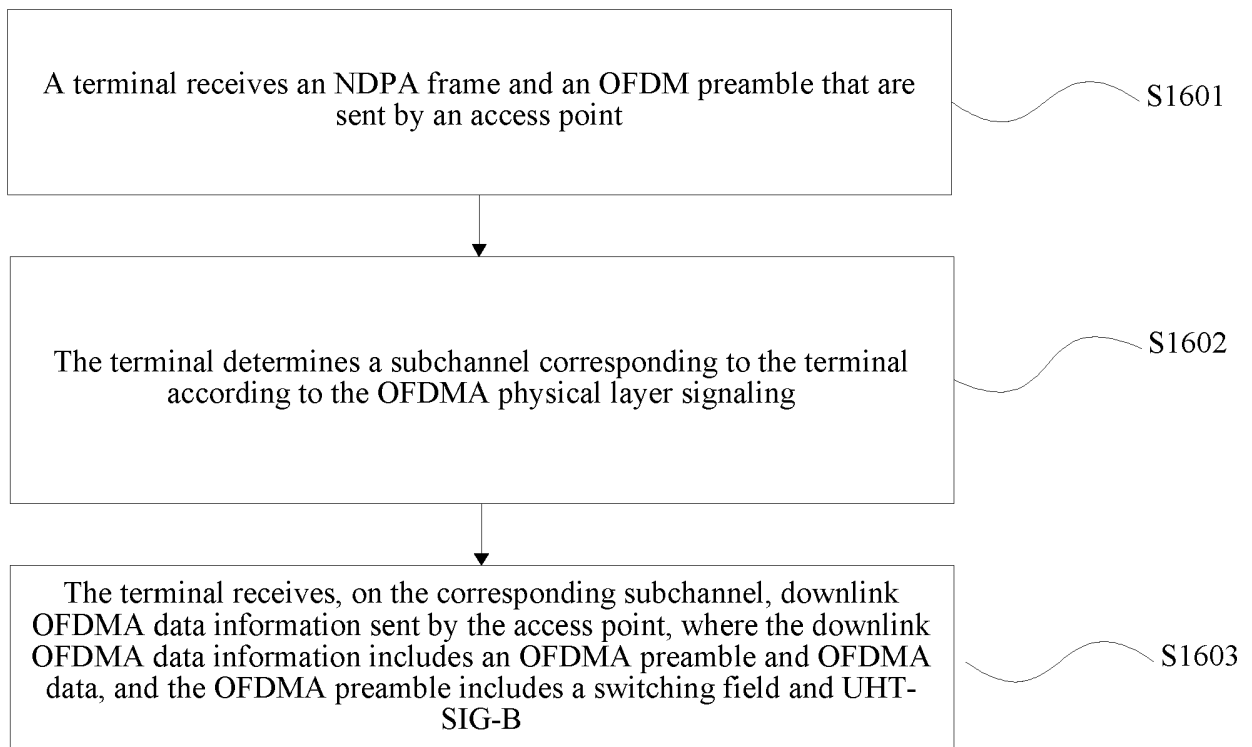 A terminal receives an NDPA frame and an OFDM preamble that are
sent by an access point
S1601
The terminal determines a subchannel corresponding to the terminal
according to the OFDMA physical layer signaling
S1602
The terminal receives, on the corresponding subchannel, downlink
OFDMA data information sent by the access point, where the downlink
OFDMA data information includes an OFDMA preamble and OFDMA
data, and the OFDMA preamble includes a switching field and UHT-
SIG-B
S1603